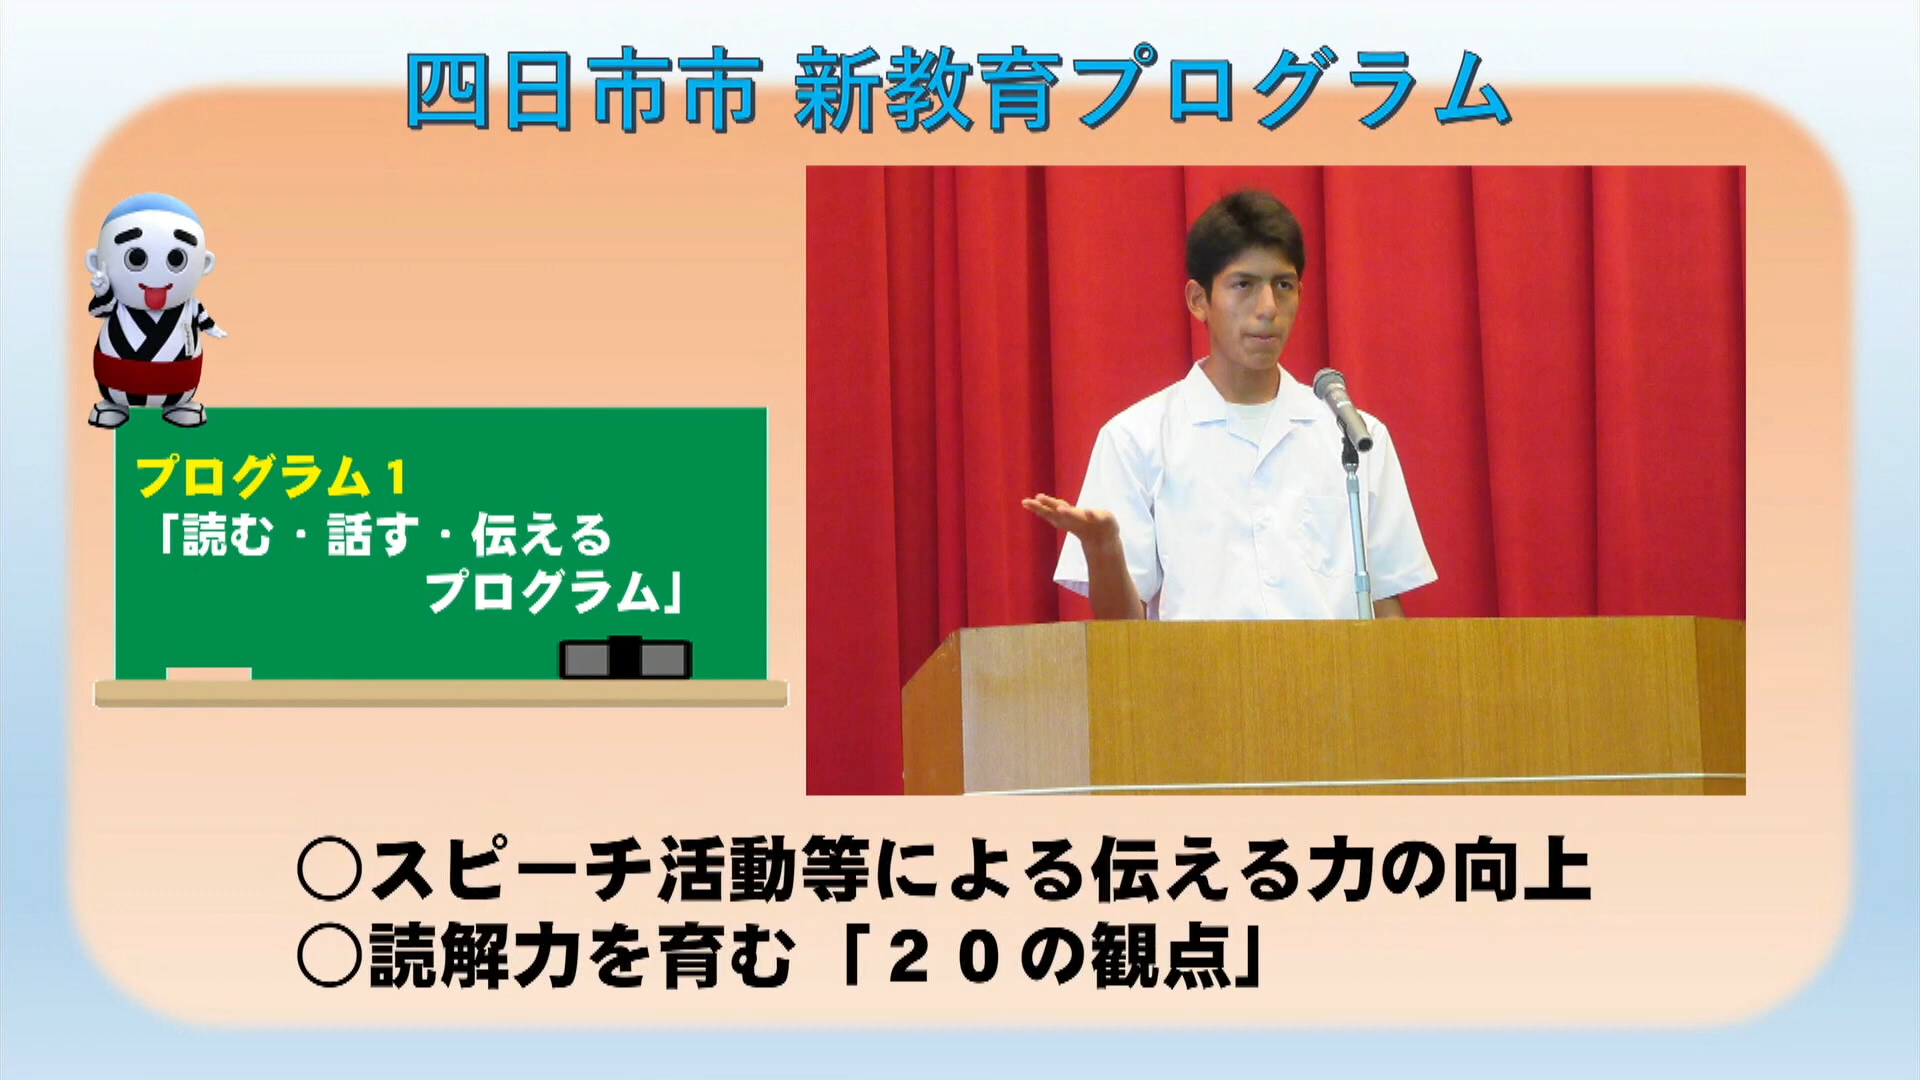 四日市市 新教育プログラム
プログラム１
「読む・話す・伝える
プログラム」
○スピーチ活動等による伝える力の向上
○読解力を育む「２０の観点」